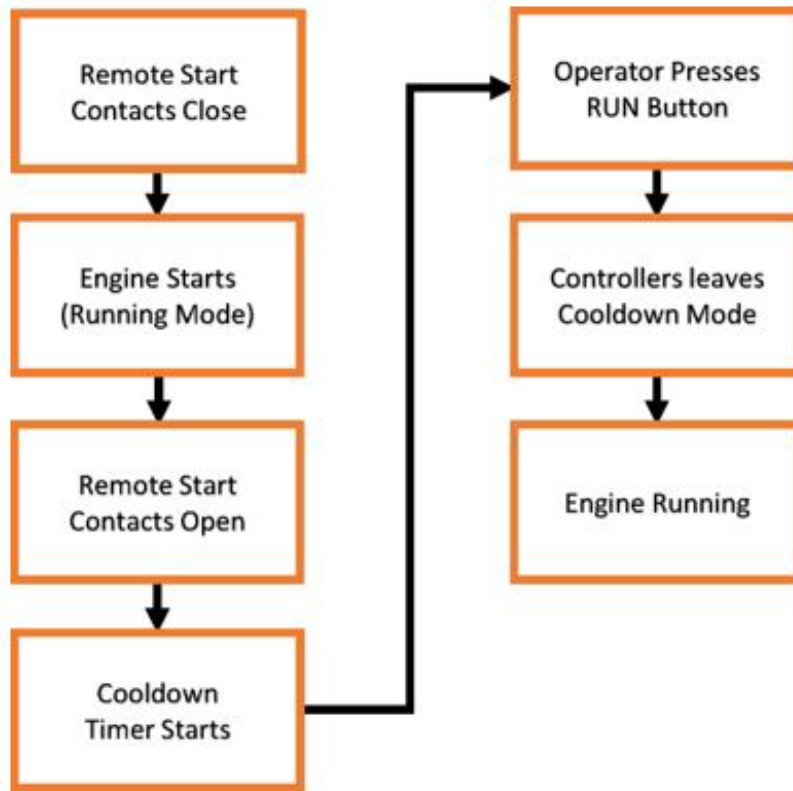 Remote Start
Contacts Close
Engine Starts
(Running Mode)
Remote Start
Contacts Open
Cooldown
Timer Starts
Operator Presses
RUN Button
Controllers leaves
Cooldown Mode
Engine Running